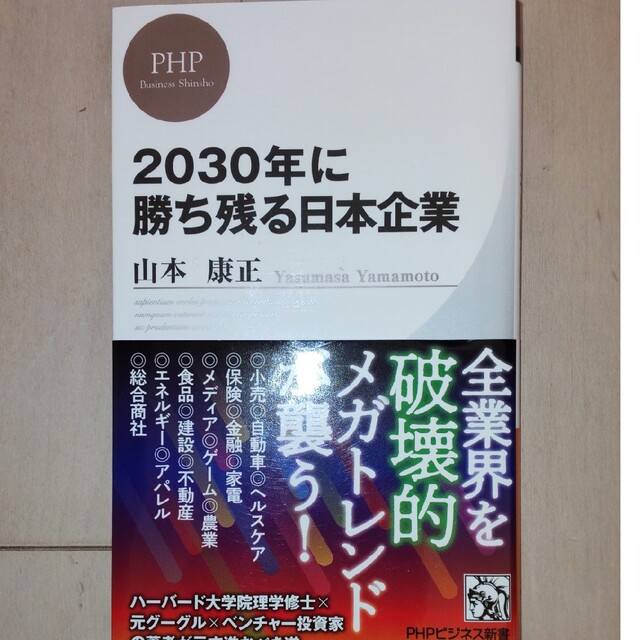 PHP
Business Shinsho
2030年に
勝ち残る日本企業
山本 康正 Yasumasa Yamamoto
全業界を
破壊的
メガトレンド
が襲う!
◎小売◎自動車◎ヘルスケア
◎保険◎金融◎家電
◎メディア◎ゲーム◎農業
◎食品◎建設◎不動産
◎エネルギー◎アパレル
◎総合商社
ハーバード大学院理学修士×
元グーグル×ベンチャー投資家
PHPビジネス新書